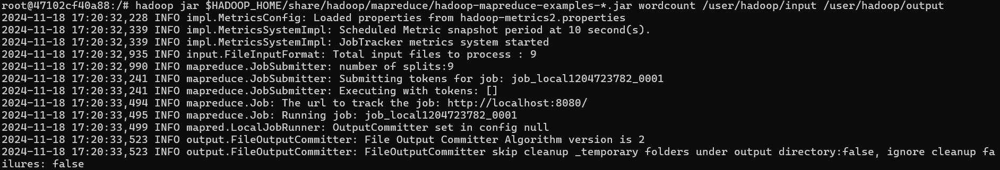 root@47102cf40a88:/# hadoop jar $HADOOP_HOME/share/hadoop/mapreduce/hadoop-mapreduce-examples-*.jar wordcount /user/hadoop/input /user/hadoop/output
2024-11-18 17:20:32,228 INFO impl.MetricsConfig: Loaded properties from hadoop-metrics2.properties
2024-11-18 17:20:32,339 INFO impl.MetricsSystemImpl: Scheduled Metric snapshot period at 10 second(s).
2024-11-18 17:20:32,339 INFO impl.MetricsSystemImpl: JobTracker metrics system started
2024-11-18 17:20:32,935 INFO input.FileInputFormat: Total input files to process : 9
2024-11-18 17:20:32,990 INFO mapreduce.JobSubmitter: number of splits:9
2024-11-18 17:20:33,241 INFO mapreduce.JobSubmitter: Submitting tokens for job: job_local1204723782_0001
2024-11-18 17:20:33,241 INFO mapreduce.JobSubmitter: Executing with tokens: []
2024-11-18 17:20:33,494 INFO mapreduce.Job: The url to track the job: http://localhost:8080/
2024-11-18 17:20:33,495 INFO mapreduce.Job: Running job: job_local1204723782_0001
2024-11-18 17:20:33,499 INFO mapred.LocalJobRunner: OutputCommitter set in config null
2024-11-18 17:20:33,523 INFO output.FileOutputCommitter: File Output Committer Algorithm version is 2
2024-11-18 17:20:33,523 INFO output.FileOutputCommitter: FileOutputCommitter skip cleanup _temporary folders under output directory:false, ignore cleanup fa
ilures: false